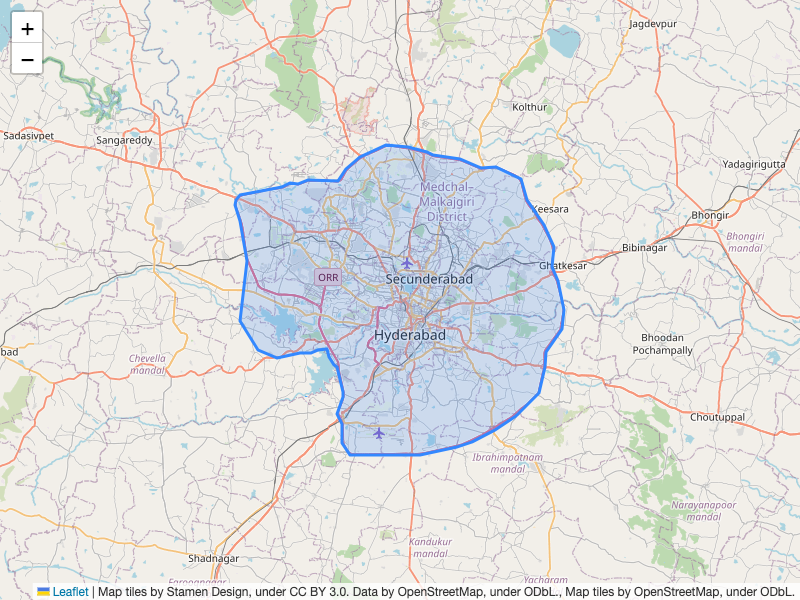 +
−
Jagdevpur
Kolthur
Sadasivpet
Sangareddy
Yadagirigutta
Medchal-
Malkajgiri
District
Keesara
Bhongir
Bhongiri
mandal
Bibinagar
Ghatkesar
ORR
Secunderabad
Hyderabad
Bhoodan
Pochampally
bad
Chevella
mandal
Choutuppal
Ibrahimpatnam
mandal
Narayanapoor
mandal
Kandukur
mandal
Shadnagar
Farooqnagar
Yacharam
Leaflet | Map tiles by Stamen Design, under CC BY 3.0. Data by OpenStreetMap, under ODbL., Map tiles by OpenStreetMap, under ODbL.